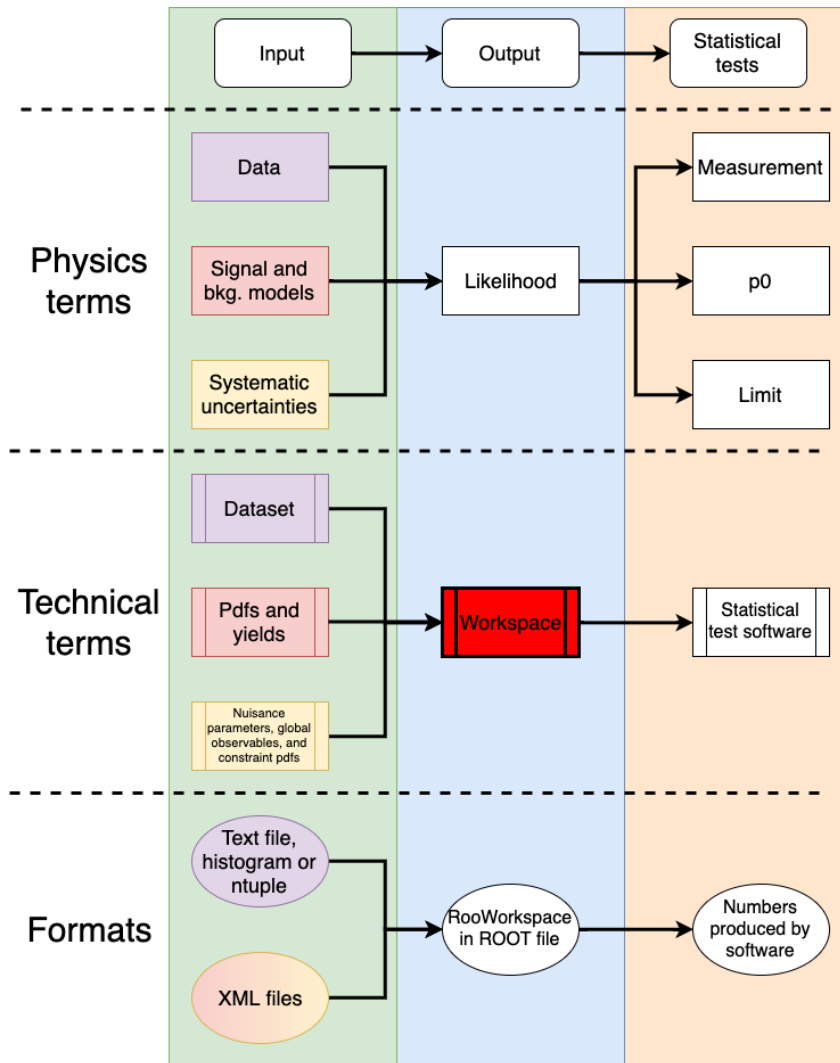 Input
Output
Statistical
tests
Physics
terms
Data
Signal and
bkg. models
Systematic
uncertainties
Likelihood
Measurement
p0
Limit
Technical
terms
Dataset
Pdfs and
yields
Nuisance
parameters, global
observables, and
constraint pdfs
Workspace
Statistical
test software
Formats
Text file,
histogram or
ntuple
XML files
RooWorkspace
in ROOT file
Numbers
produced by
software